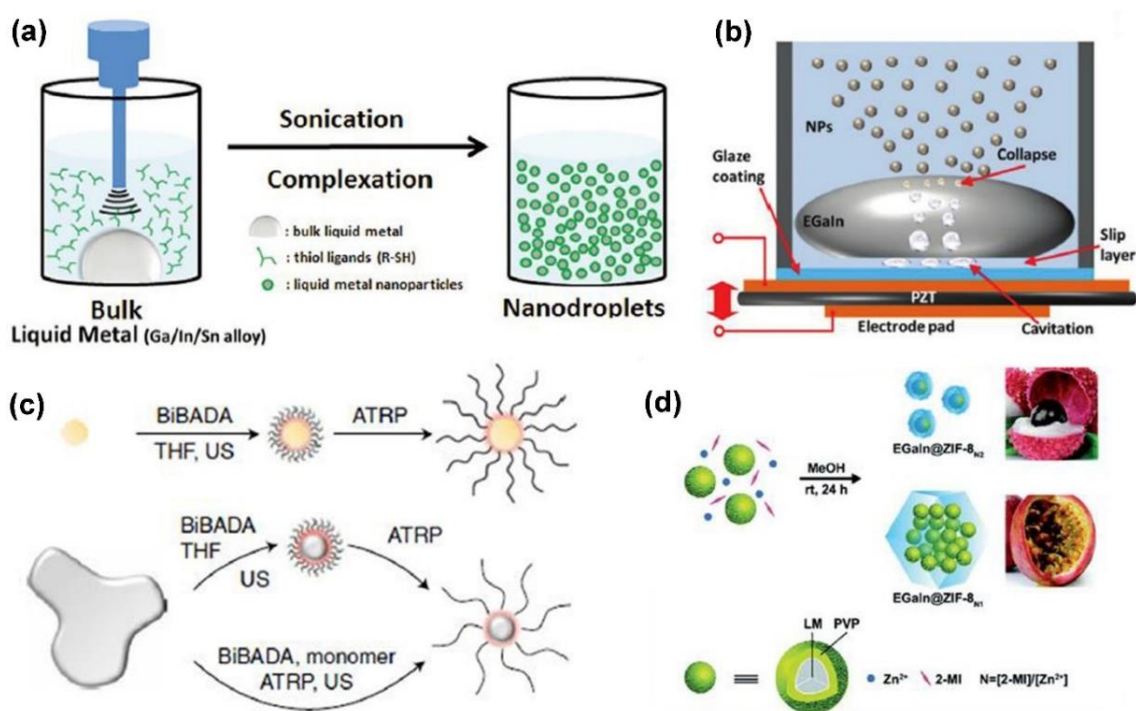 (a)
Sonication
Complexation
: bulk liquid metal
: thiol ligands (R-SH)
: liquid metal nanoparticles
Bulk
Liquid Metal (Ga/In/Sn alloy)
Nanodroplets
(b)
NPs
Collapse
Glaze
coating
EGaIn
Slip
layer
PZT
Electrode pad
Cavitation
(c)
BiBADA
THF, US
ATRP
BiBADA
THF
US
ATRP
BiBADA, monomer
ATRP, US
(d)
MeOH
rt, 24 h
EGaIn@ZIF-8N2
EGaIn@ZIF-8N1
LM
PVP
Zn2+
2-MI
N=[2-MI]/[Zn2+]